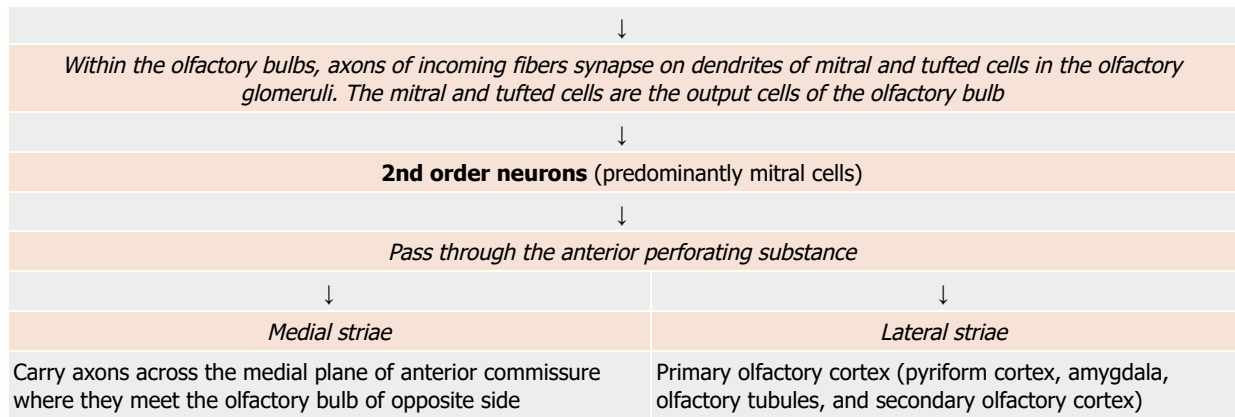 ↓
Within the olfactory bulbs, axons of incoming fibers synapse on dendrites of mitral and tufted cells in the olfactory
glomeruli. The mitral and tufted cells are the output cells of the olfactory bulb
↓
2nd order neurons (predominantly mitral cells)
↓
Pass through the anterior perforating substance
↓ ↓
Medial striae Lateral striae
Carry axons across the medial plane of anterior commissure
where they meet the olfactory bulb of opposite side
Primary olfactory cortex (pyriform cortex, amygdala,
olfactory tubules, and secondary olfactory cortex)